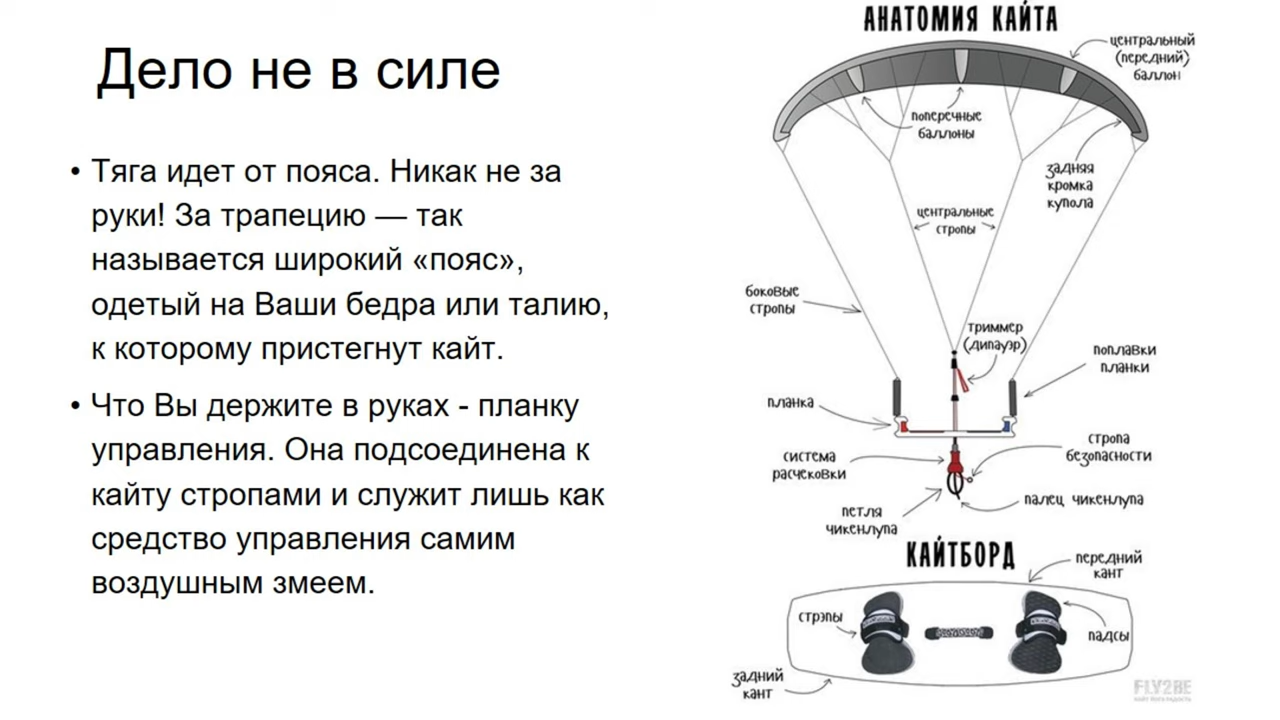 Дело не в силе
• Тяга идет от пояса. Никак не за
руки! За трапецию — так
называется широкий «пояс»,
одетый на Ваши бедра или талию,
к которому пристегнут кайт.
• Что Вы держите в руках - планку
управления. Она подсоединена к
кайту стропами и служит лишь как
средство управления самим
воздушным змеем.
АНАТОМИЯ КАЙТА
центральный
(передний)
баллон
поперечные
баллоны
задняя
кромка
купола
центральные
стропы
боковые
стропы
триммер
(дипауэр)
поплавки
планки
планка
стропа
безопасности
система
расчековки
палец чикенлупа
петля
чикенлупа
КАЙТБОРД
передний
кант
стрэпы
падсы
задний
кант
FLY2BE